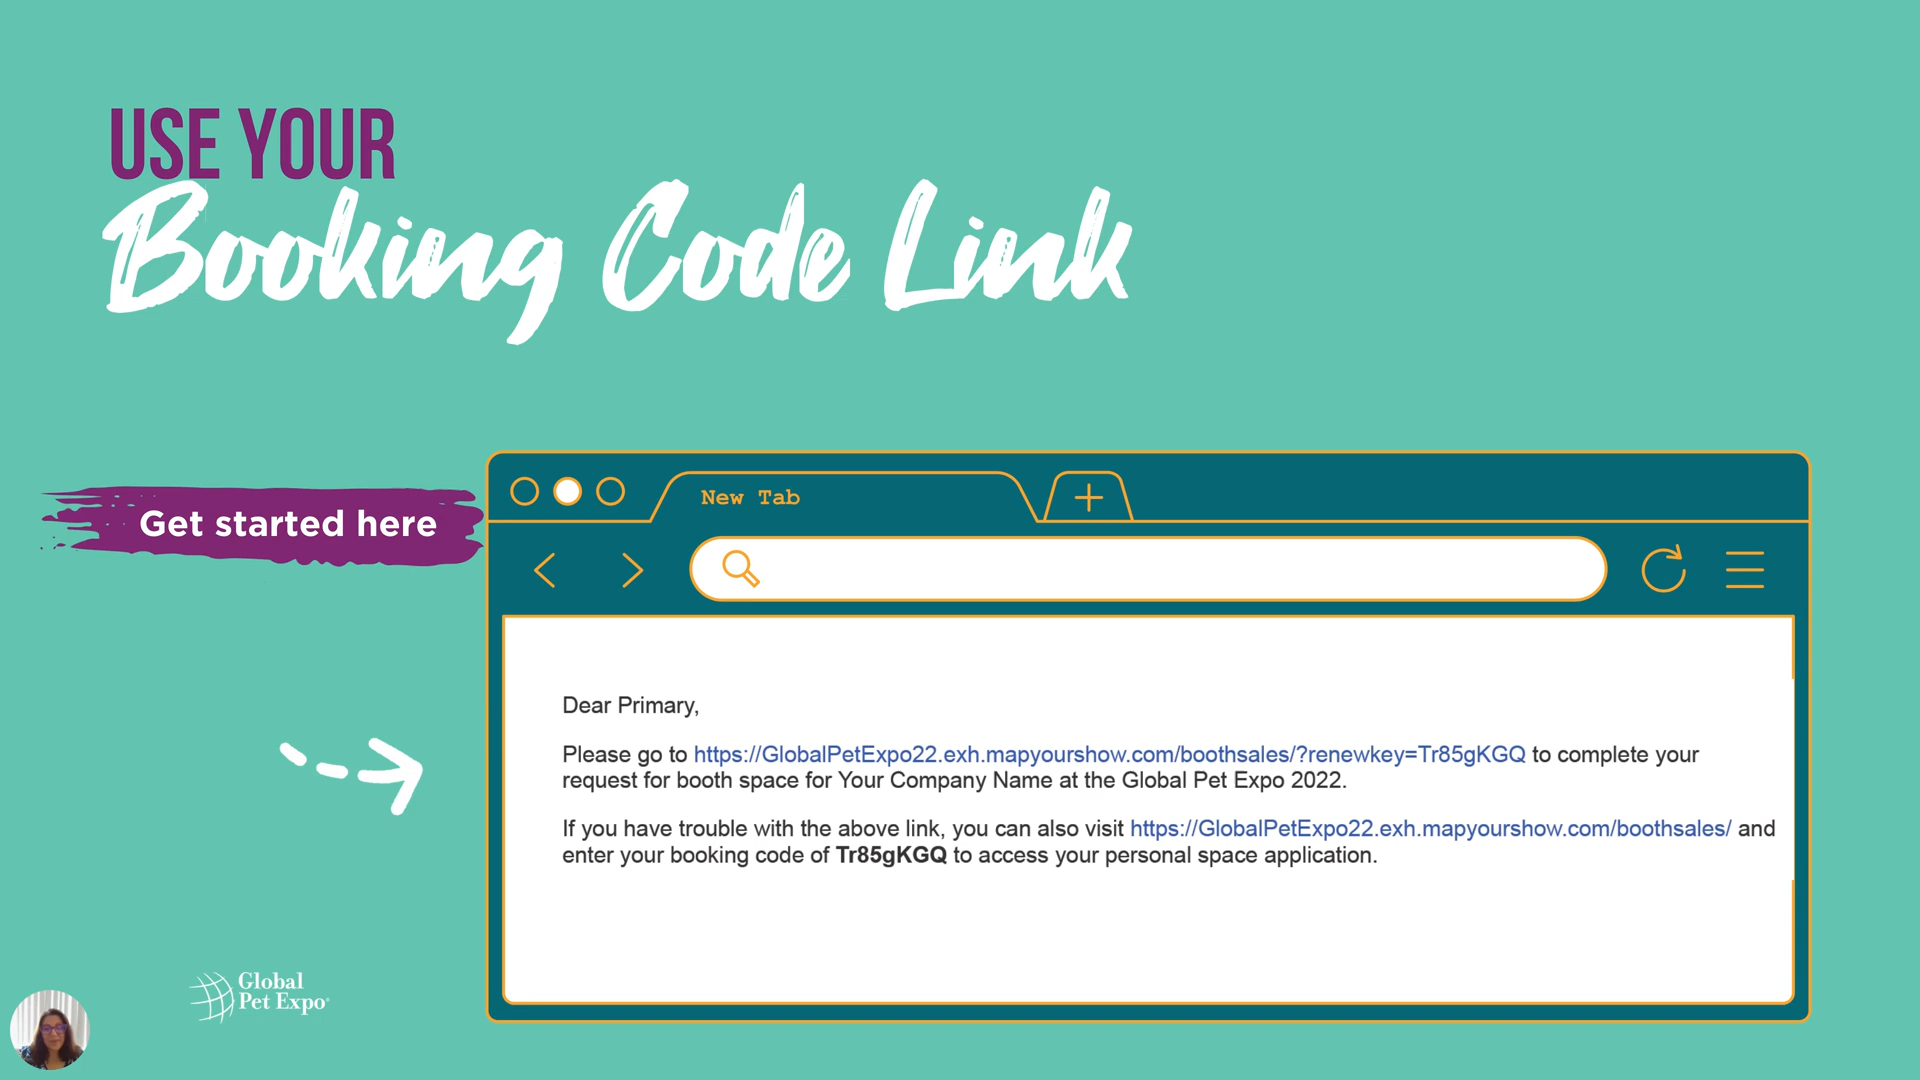 USE YOUR
Booking Code Link
Get started here
New Tab
Dear Primary,
Please go to https://GlobalPetExpo22.exh.mapyourshow.com/boothsales/?renewkey=Tr85gKGQ to complete your
request for booth space for Your Company Name at the Global Pet Expo 2022.
If you have trouble with the above link, you can also visit https://GlobalPetExpo22.exh.mapyourshow.com/boothsales/ and
enter your booking code of Tr85gKGQ to access your personal space application.
Global
Pet Expo